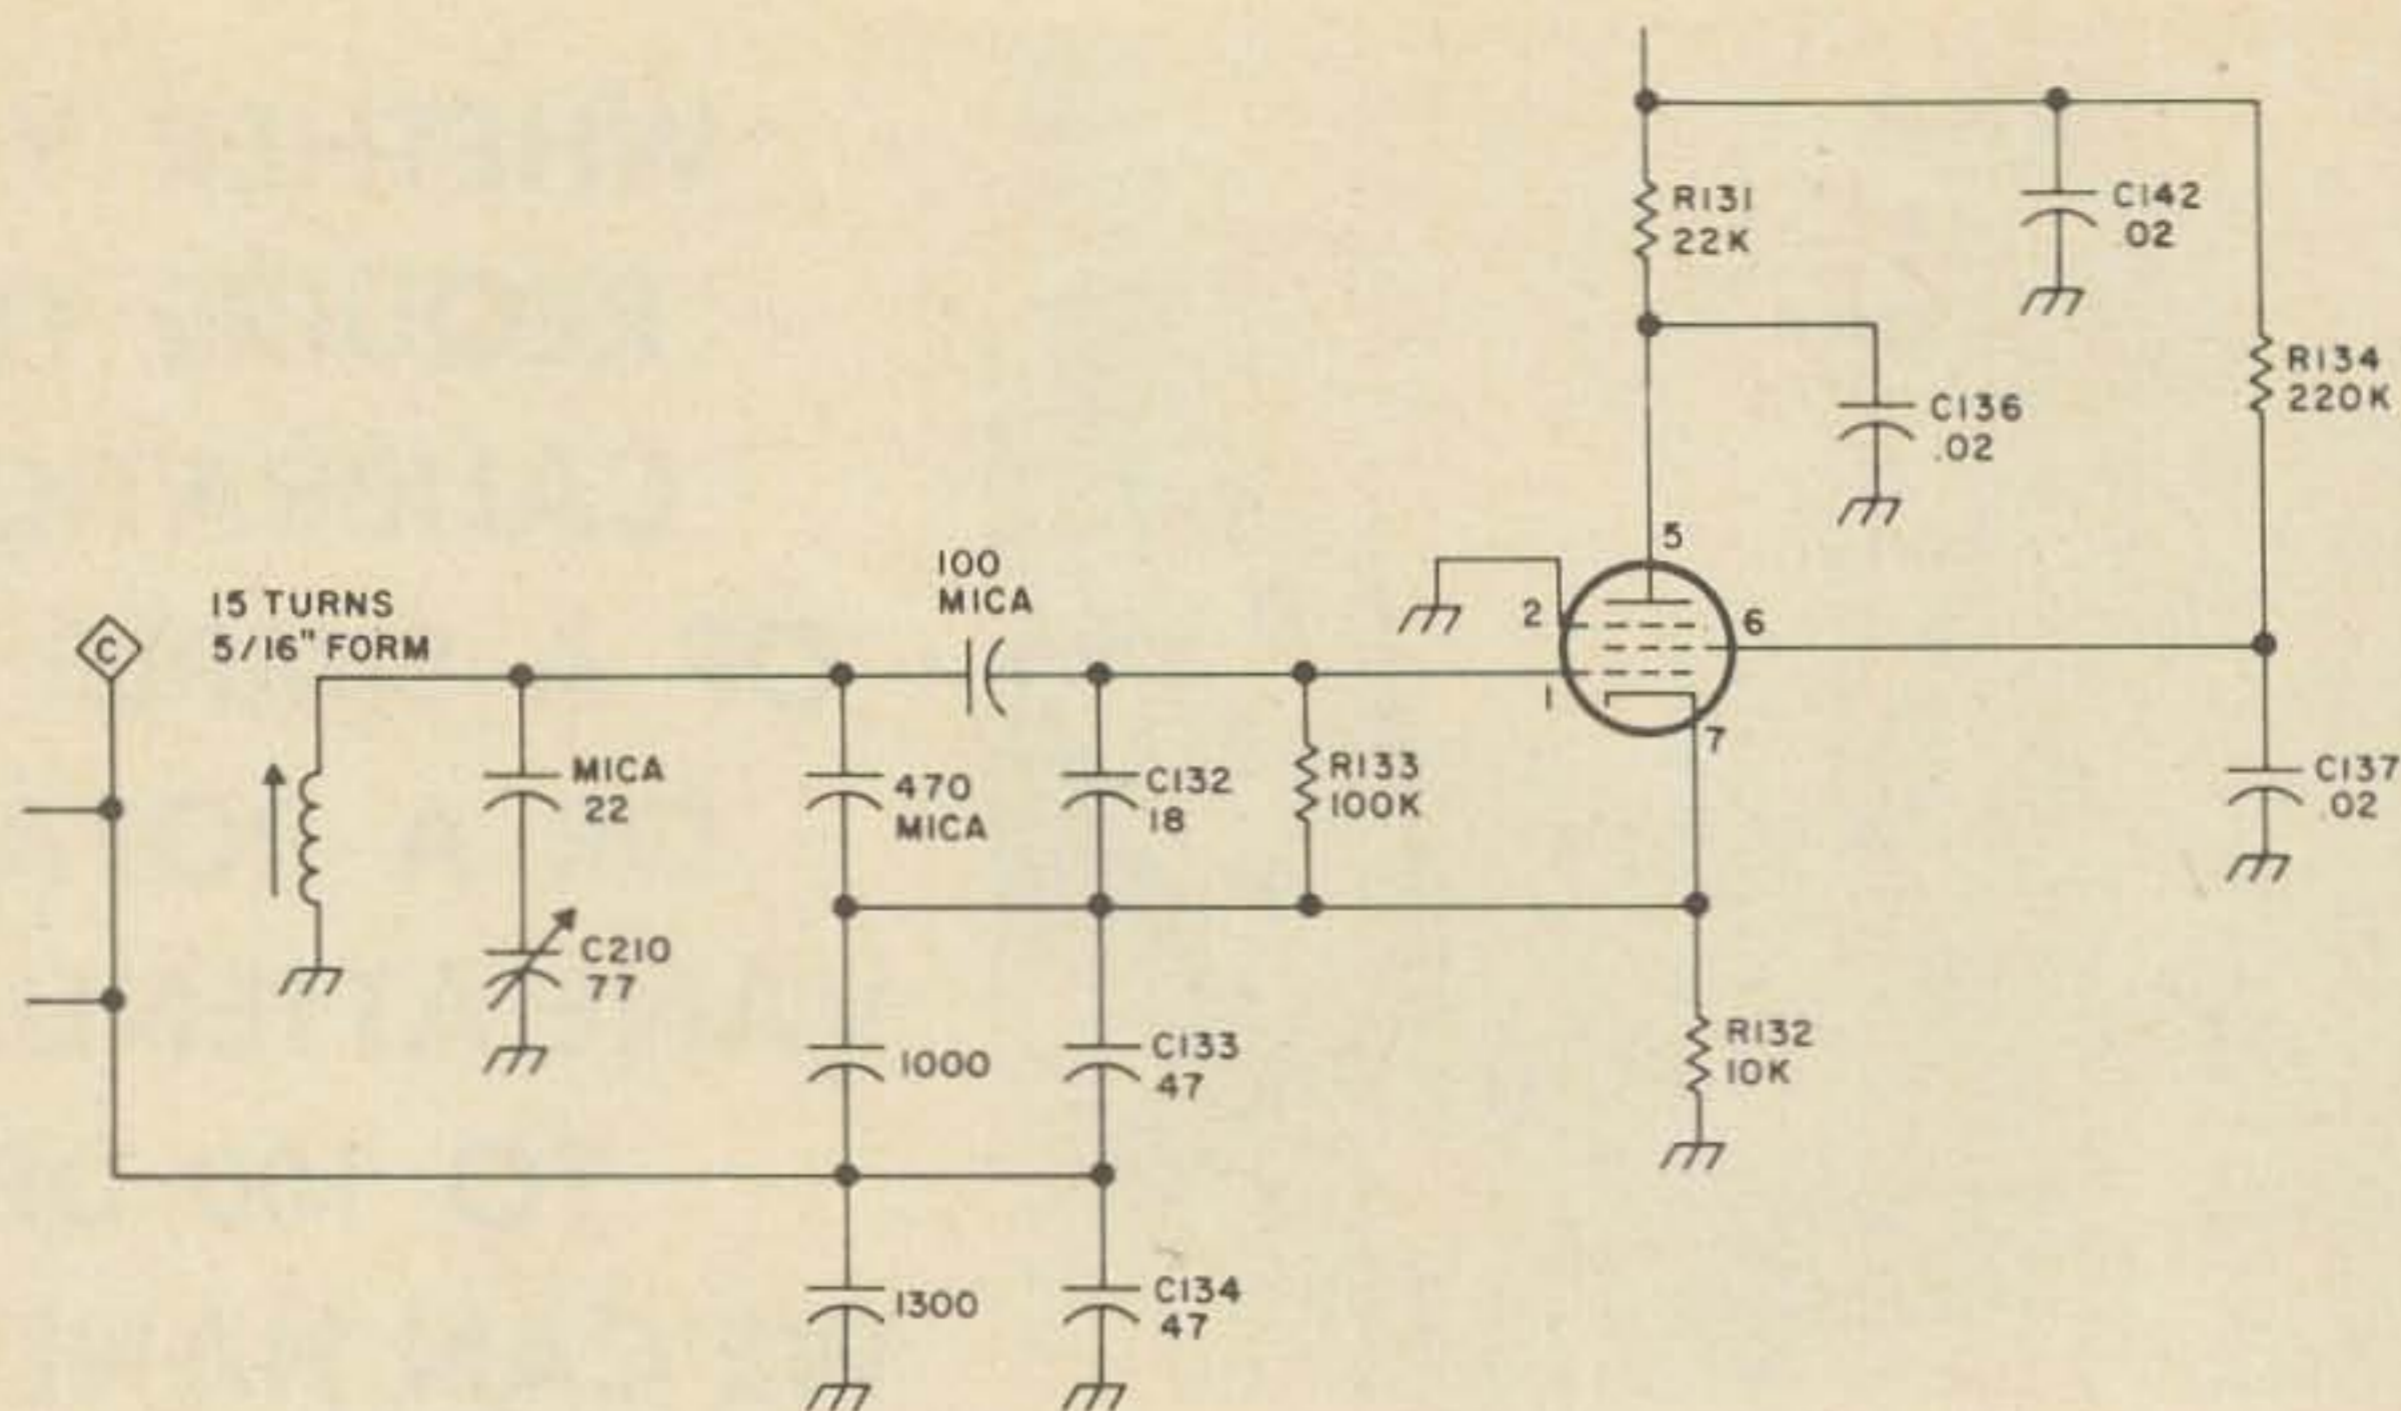 R131
22K
C142
.02
R134
220K
C136
.02
100
MICA
5
15 TURNS
5/16" FORM
C
2
6
1
7
MICA
22
470
MICA
C132
18
R133
100K
C137
.02
C210
77
1000
C133
47
R132
10K
1300
C134
47